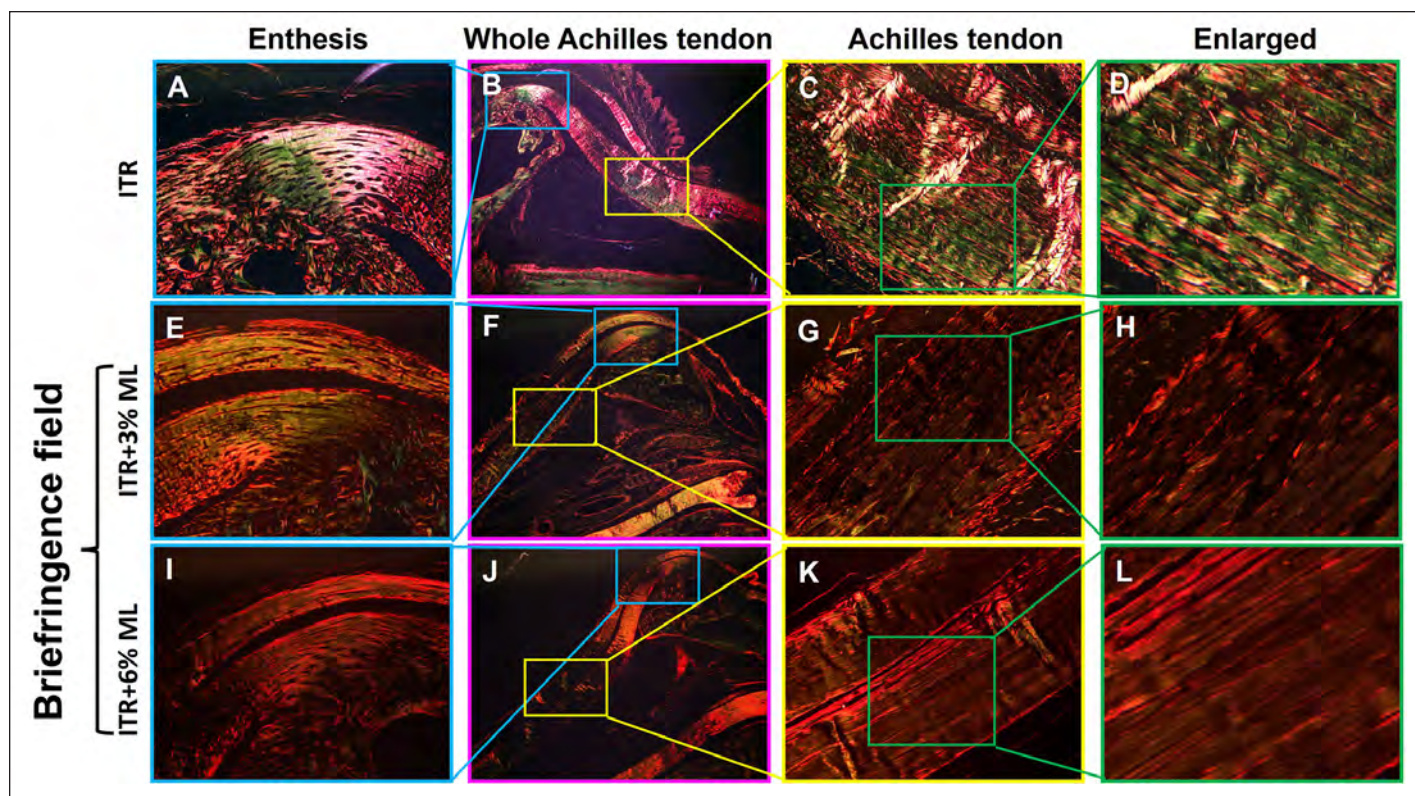 Enthesis
Whole Achilles tendon
Achilles tendon
Enlarged
ITR
A
B
C
D
Briefringence field
ITR+3% ML
E
F
G
H
ITR+6% ML
I
J
K
L